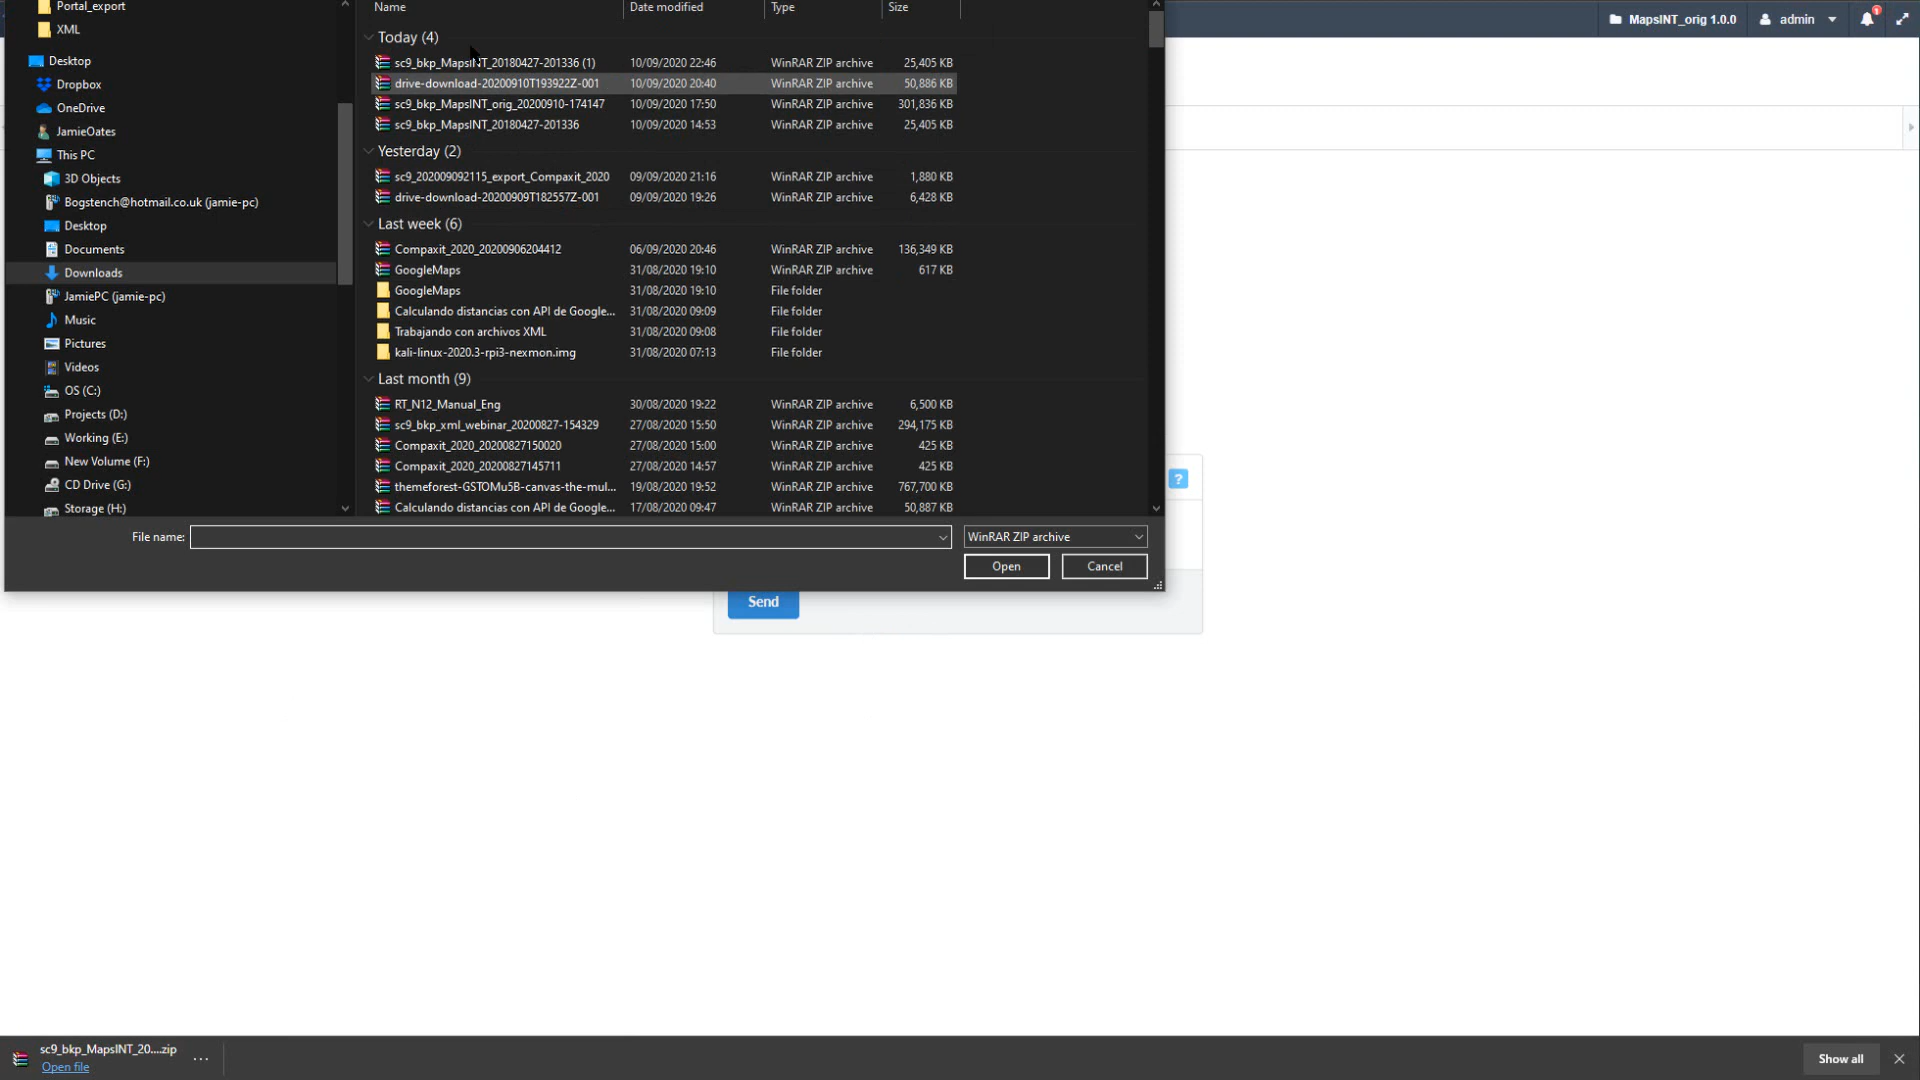 Portal_export
XML
Desktop
Dropbox
OneDrive
JamieOates
This PC
3D Objects
Bogstench@hotmail.co.uk (jamie-pc)
Desktop
Documents
Downloads
JamiePC (jamie-pc)
Music
Pictures
Videos
OS (C:)
Projects (D:)
Working (E:)
New Volume (F:)
CD Drive (G:)
Storage (H:)
Name Date modified Type Size
Today (4)
sc9_bkp_MapsINT_20180427-201336 (1) 10/09/2020 22:46 WinRAR ZIP archive 25,405 KB
drive-download-20200910T193922Z-001 10/09/2020 20:40 WinRAR ZIP archive 50,886 KB
sc9_bkp_MapsINT_orig_20200910-174147 10/09/2020 17:50 WinRAR ZIP archive 301,836 KB
sc9_bkp_MapsINT_20180427-201336 10/09/2020 14:53 WinRAR ZIP archive 25,405 KB
Yesterday (2)
sc9_202009092115_export_Compaxit_2020 09/09/2020 21:16 WinRAR ZIP archive 1,880 KB
drive-download-20200909T182557Z-001 09/09/2020 19:26 WinRAR ZIP archive 6,428 KB
Last week (6)
Compaxit_2020_20200906204412 06/09/2020 20:46 WinRAR ZIP archive 136,349 KB
GoogleMaps 31/08/2020 19:10 WinRAR ZIP archive 617 KB
GoogleMaps 31/08/2020 19:10 File folder
Calculando distancias con API de Google... 31/08/2020 09:09 File folder
Trabajando con archivos XML 31/08/2020 09:08 File folder
kali-linux-2020.3-rpi3-nexmon.img 31/08/2020 07:13 File folder
Last month (9)
RT_N12_Manual_Eng 30/08/2020 19:22 WinRAR ZIP archive 6,500 KB
sc9_bkp_xml_webinar_20200827-154329 27/08/2020 15:50 WinRAR ZIP archive 294,175 KB
Compaxit_2020_20200827150020 27/08/2020 15:00 WinRAR ZIP archive 425 KB
Compaxit_2020_20200827145711 27/08/2020 14:57 WinRAR ZIP archive 425 KB
themeforest-GSTOMu5B-canvas-the-mul... 19/08/2020 19:52 WinRAR ZIP archive 767,700 KB
Calculando distancias con API de Google... 17/08/2020 09:47 WinRAR ZIP archive 50,887 KB
File name: WinRAR ZIP archive
Open Cancel
MapsINT_orig 1.0.0 admin 1
?
Send
sc9_bkp_MapsINT_20....zip ...
Open file
Show all